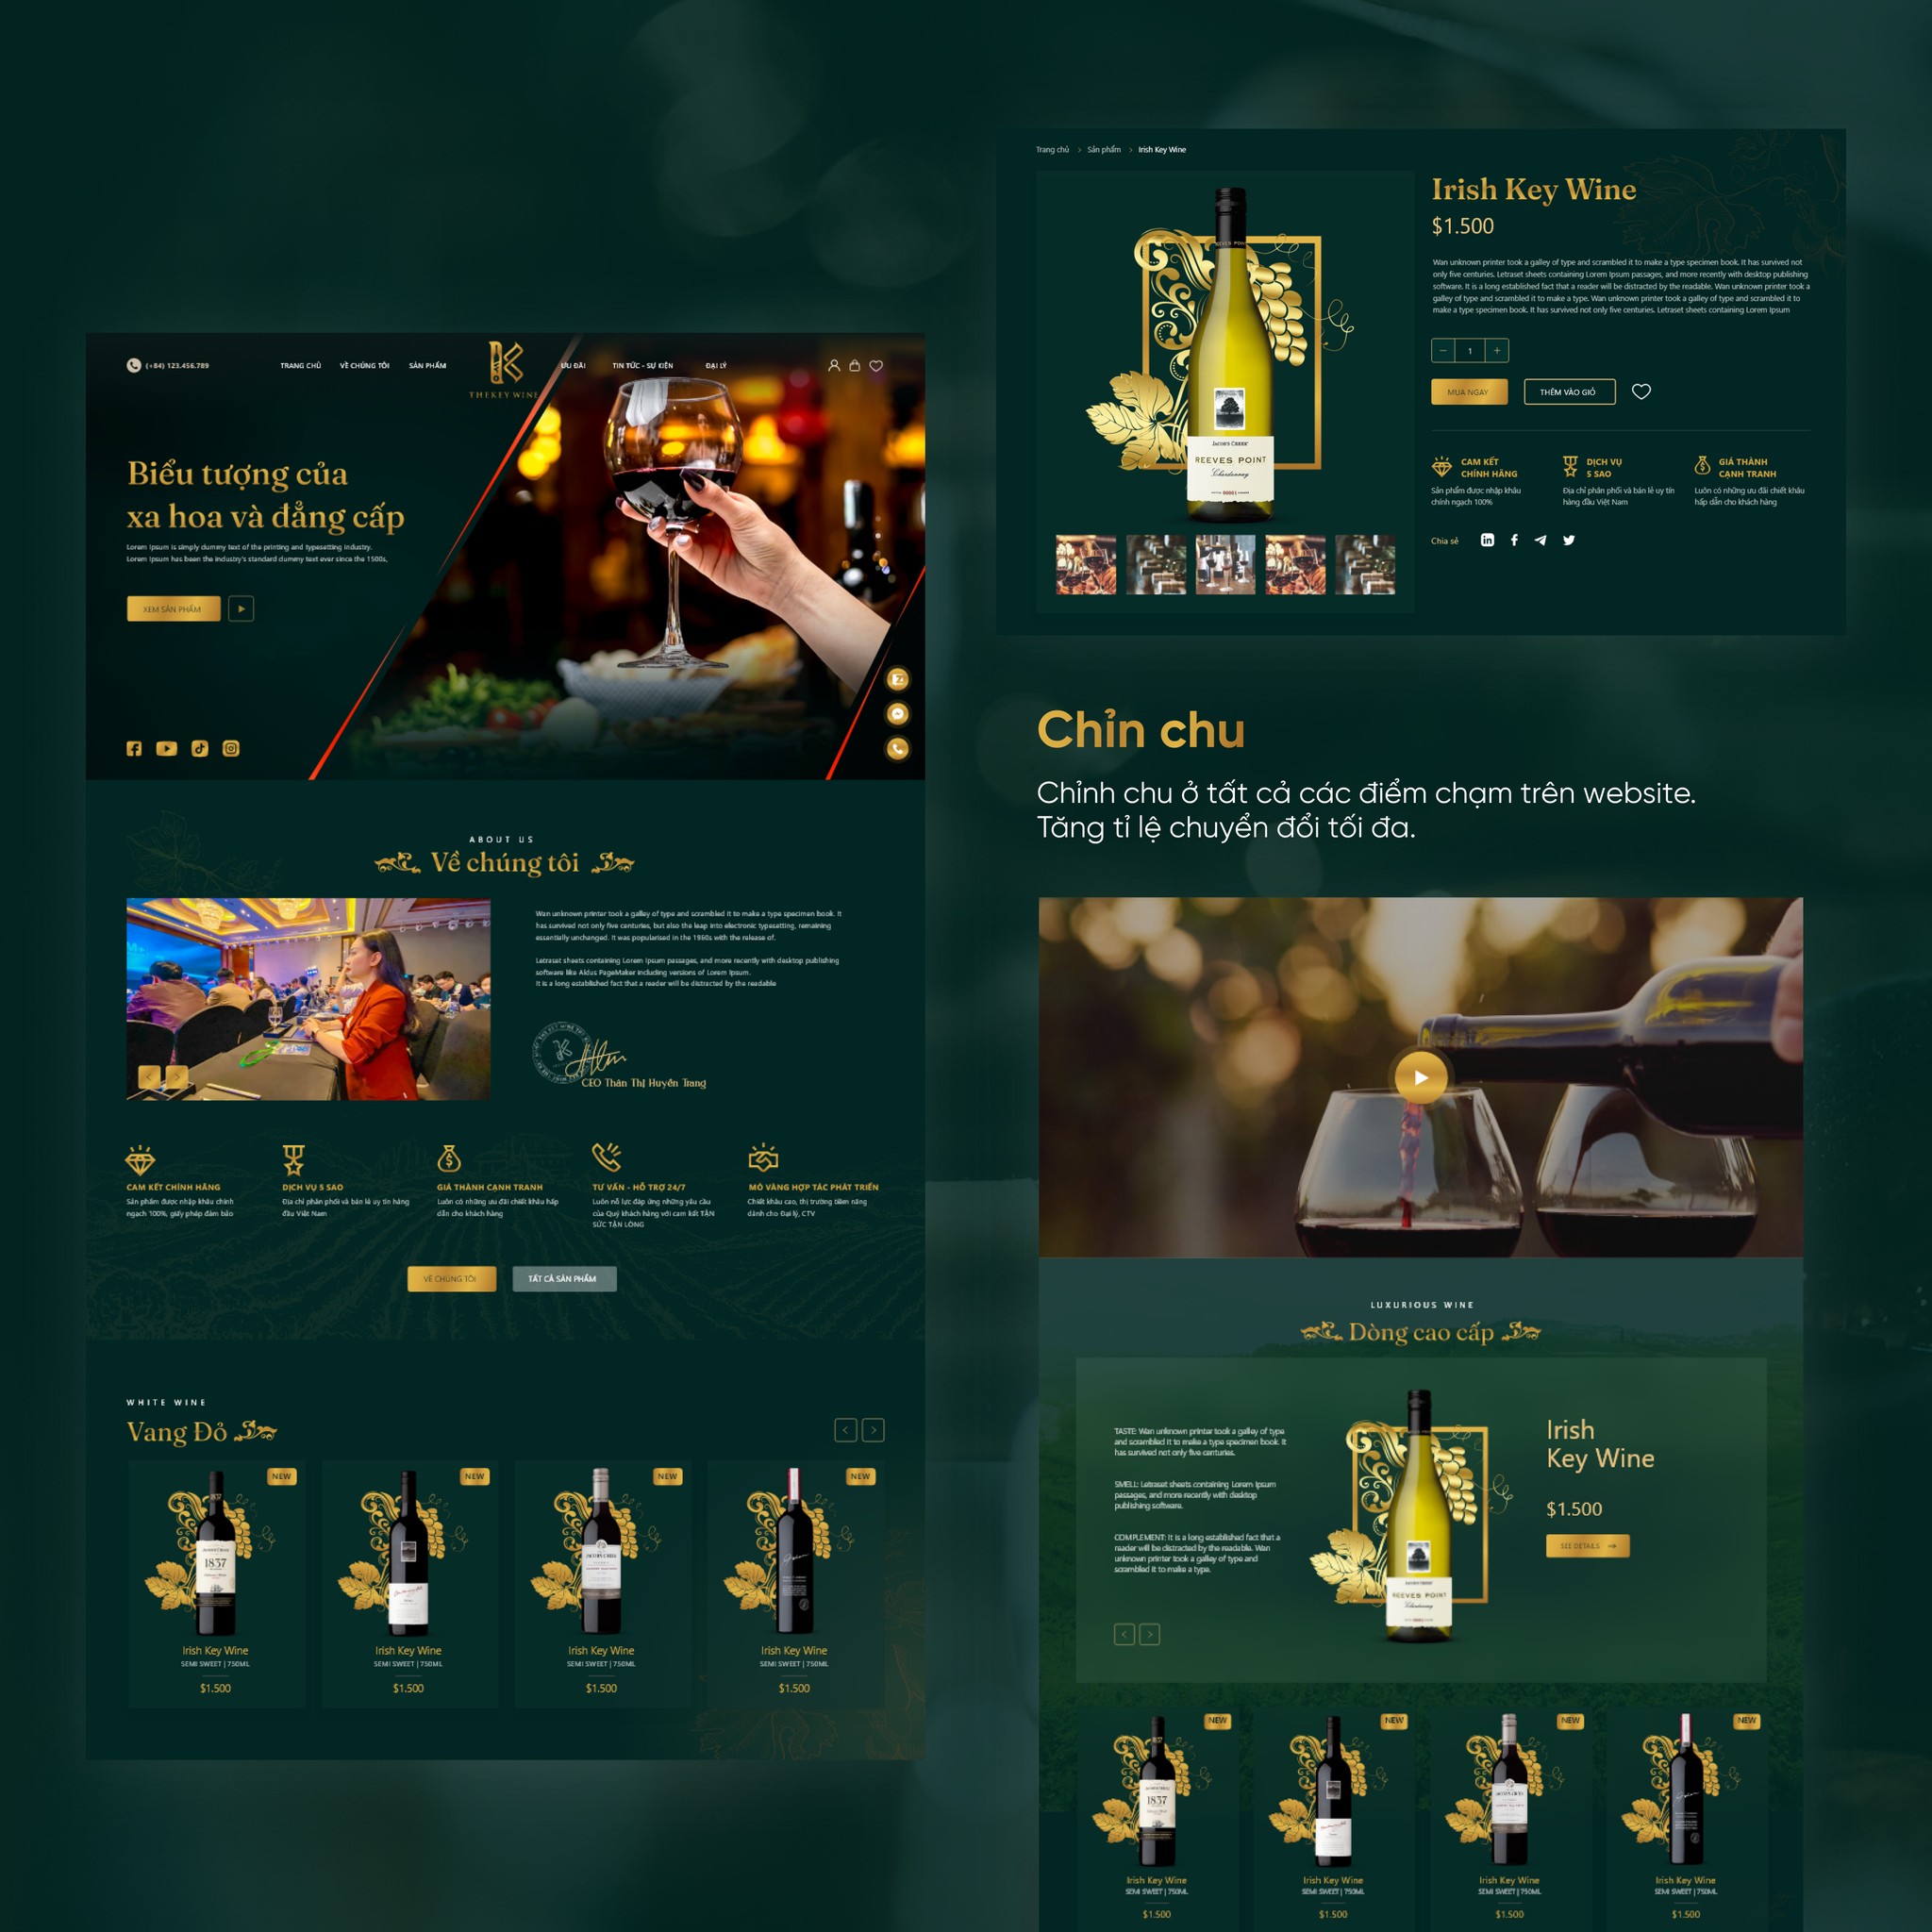 (+84) 123.456.789
TRANG CHỦ
VỀ CHÚNG TÔI
SẢN PHẨM
THE KEY WINE
ƯU ĐÃI
TIN TỨC - SỰ KIỆN
ĐẠI LÝ
Biểu tượng của
xa hoa và đẳng cấp
Lorem Ipsum is simply dummy text of the printing and typesetting industry.
Lorem Ipsum has been the industry's standard dummy text ever since the 1500s,
XEM SẢN PHẨM
ABOUT US
Về chúng tôi
Wan unknown printer took a galley of type and scrambled it to make a type specimen book. It
has survived not only five centuries, but also the leap into electronic typesetting, remaining
essentially unchanged. It was popularised in the 1960s with the release of.
Letraset sheets containing Lorem Ipsum passages, and more recently with desktop publishing
software like Aldus PageMaker including versions of Lorem Ipsum.
It is a long established fact that a reader will be distracted by the readable
CEO Thân Thị Huyền Trang
CAM KẾT CHÍNH HÃNG
Sản phẩm được nhập khẩu chính
ngạch 100%, giấy phép đảm bảo
DỊCH VỤ 5 SAO
Địa chỉ phân phối và bán lẻ uy tín hàng
đầu Việt Nam
GIÁ THÀNH CẠNH TRANH
Luôn có những ưu đãi chiết khấu hấp
dẫn cho khách hàng
TƯ VẤN - HỖ TRỢ 24/7
Luôn nỗ lực đáp ứng những yêu cầu
của Quý khách hàng với cam kết TẬN
SỨC TẬN LÒNG
MỎ VÀNG HỢP TÁC PHÁT TRIỂN
Chiết khấu cao, thị trường tiềm năng
dành cho Đại lý, CTV
VỀ CHÚNG TÔI
TẤT CẢ SẢN PHẨM
WHITE WINE
Vang Đỏ
NEW
1837
Irish Key Wine
SEMI SWEET | 750ML
$1.500
NEW
Irish Key Wine
SEMI SWEET | 750ML
$1.500
NEW
JACOB'S CREEK
Irish Key Wine
SEMI SWEET | 750ML
$1.500
NEW
Irish Key Wine
SEMI SWEET | 750ML
$1.500
Trang chủ > Sản phẩm > Irish Key Wine
JACOB'S CREEK
REEVES POINT
Chardonnay
Irish Key Wine
$1.500
Wan unknown printer took a galley of type and scrambled it to make a type specimen book. It has survived not
only five centuries. Letraset sheets containing Lorem Ipsum passages, and more recently with desktop publishing
software. It is a long established fact that a reader will be distracted by the readable. Wan unknown printer took a
galley of type and scrambled it to make a type. Wan unknown printer took a galley of type and scrambled it to
make a type specimen book. It has survived not only five centuries. Letraset sheets containing Lorem Ipsum
− 1 +
MUA NGAY
THÊM VÀO GIỎ
CAM KẾT
CHÍNH HÃNG
Sản phẩm được nhập khẩu
chính ngạch 100%
DỊCH VỤ
5 SAO
Địa chỉ phân phối và bán lẻ uy tín
hàng đầu Việt Nam
GIÁ THÀNH
CẠNH TRANH
Luôn có những ưu đãi chiết khấu
hấp dẫn cho khách hàng
Chia sẻ
Chỉn chu
Chỉnh chu ở tất cả các điểm chạm trên website.
Tăng tỉ lệ chuyển đổi tối đa.
LUXURIOUS WINE
Dòng cao cấp
TASTE: Wan unknown printer took a galley of type
and scrambled it to make a type specimen book. It
has survived not only five centuries.
SMELL: Letraset sheets containing Lorem Ipsum
passages, and more recently with desktop
publishing software.
COMPLEMENT: It is a long established fact that a
reader will be distracted by the readable. Wan
unknown printer took a galley of type and
scrambled it to make a type.
JACOB'S CREEK
REEVES POINT
Chardonnay
Irish
Key Wine
$1.500
SEE DETAILS
NEW
1837
Irish Key Wine
SEMI SWEET | 750ML
$1.500
NEW
Irish Key Wine
SEMI SWEET | 750ML
$1.500
NEW
JACOB'S CREEK
Irish Key Wine
SEMI SWEET | 750ML
$1.500
NEW
Irish Key Wine
SEMI SWEET | 750ML
$1.500